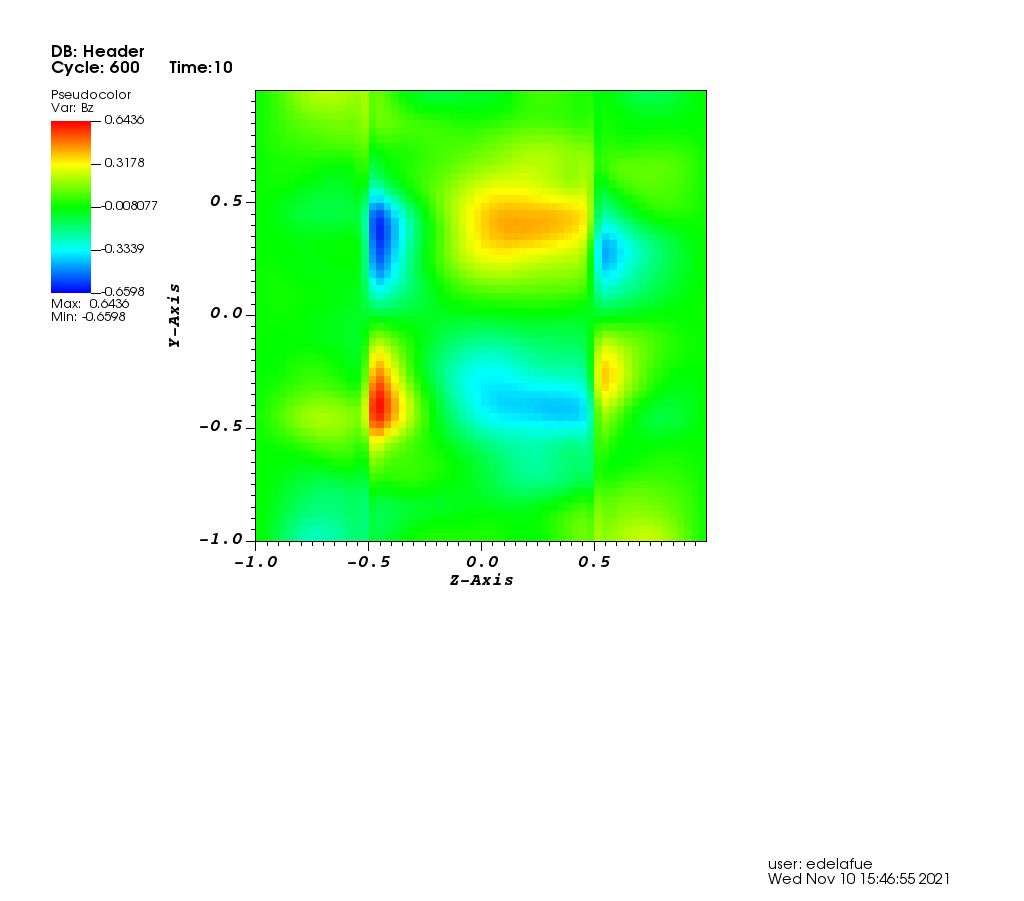 DB: Header
Cycle: 600 Time:10
Pseudocolor
Var: Bz
0.6436
0.3178
-0.008077
-0.3339
-0.6598
Max: 0.6436
Min: -0.6598
Y-Axis
0.5
0.0
-0.5
-1.0
-1.0 -0.5 0.0 0.5
Z-Axis
user: edelafue
Wed Nov 10 15:46:55 2021